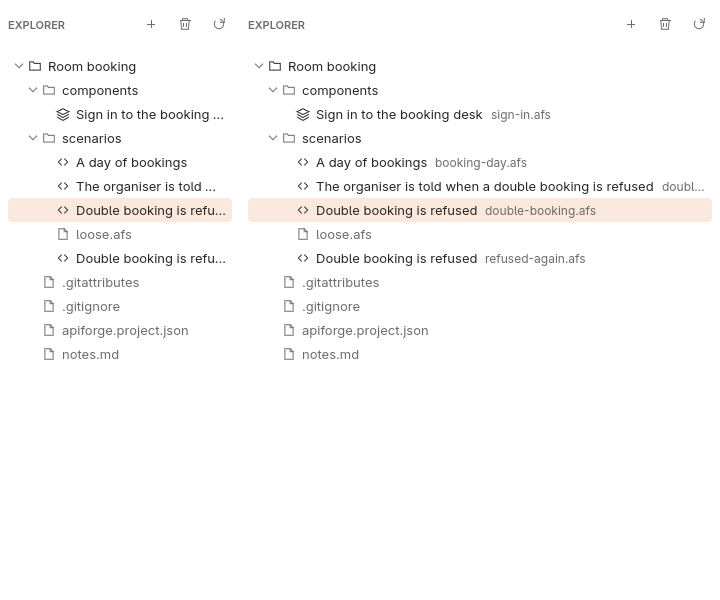 EXPLORER
Room booking
components
Sign in to the booking ...
scenarios
A day of bookings
The organiser is told ...
Double booking is refu...
loose.afs
Double booking is refu...
.gitattributes
.gitignore
apiforge.project.json
notes.md
EXPLORER
Room booking
components
Sign in to the booking desk sign-in.afs
scenarios
A day of bookings booking-day.afs
The organiser is told when a double booking is refused doubl...
Double booking is refused double-booking.afs
loose.afs
Double booking is refused refused-again.afs
.gitattributes
.gitignore
apiforge.project.json
notes.md